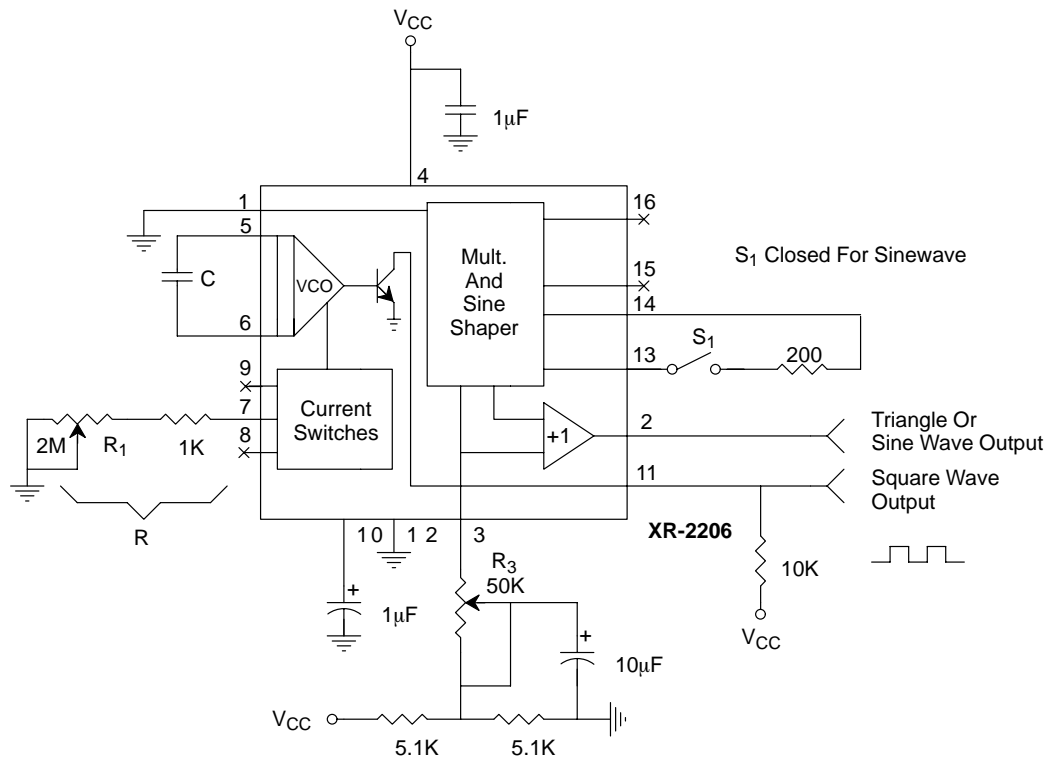 VCC
1µF
4
1
16
5
Mult.
And
Sine
Shaper
S1 Closed For Sinewave
15
C
VCO
14
6
S1
13
200
9
Current
Switches
7
2M
R1
1K
8
+1
2
Triangle Or
Sine Wave Output
11
Square Wave
Output
R
10
12
3
XR-2206
R3
50K
10K
+
1µF
VCC
+
10µF
VCC
5.1K
5.1K